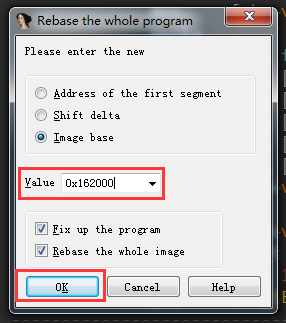 Rebase the whole program
Please enter the new
Address of the first segment
Shift delta
Image base
Value 0x162000
Fix up the program
Rebase the whole image
OK Cancel Help